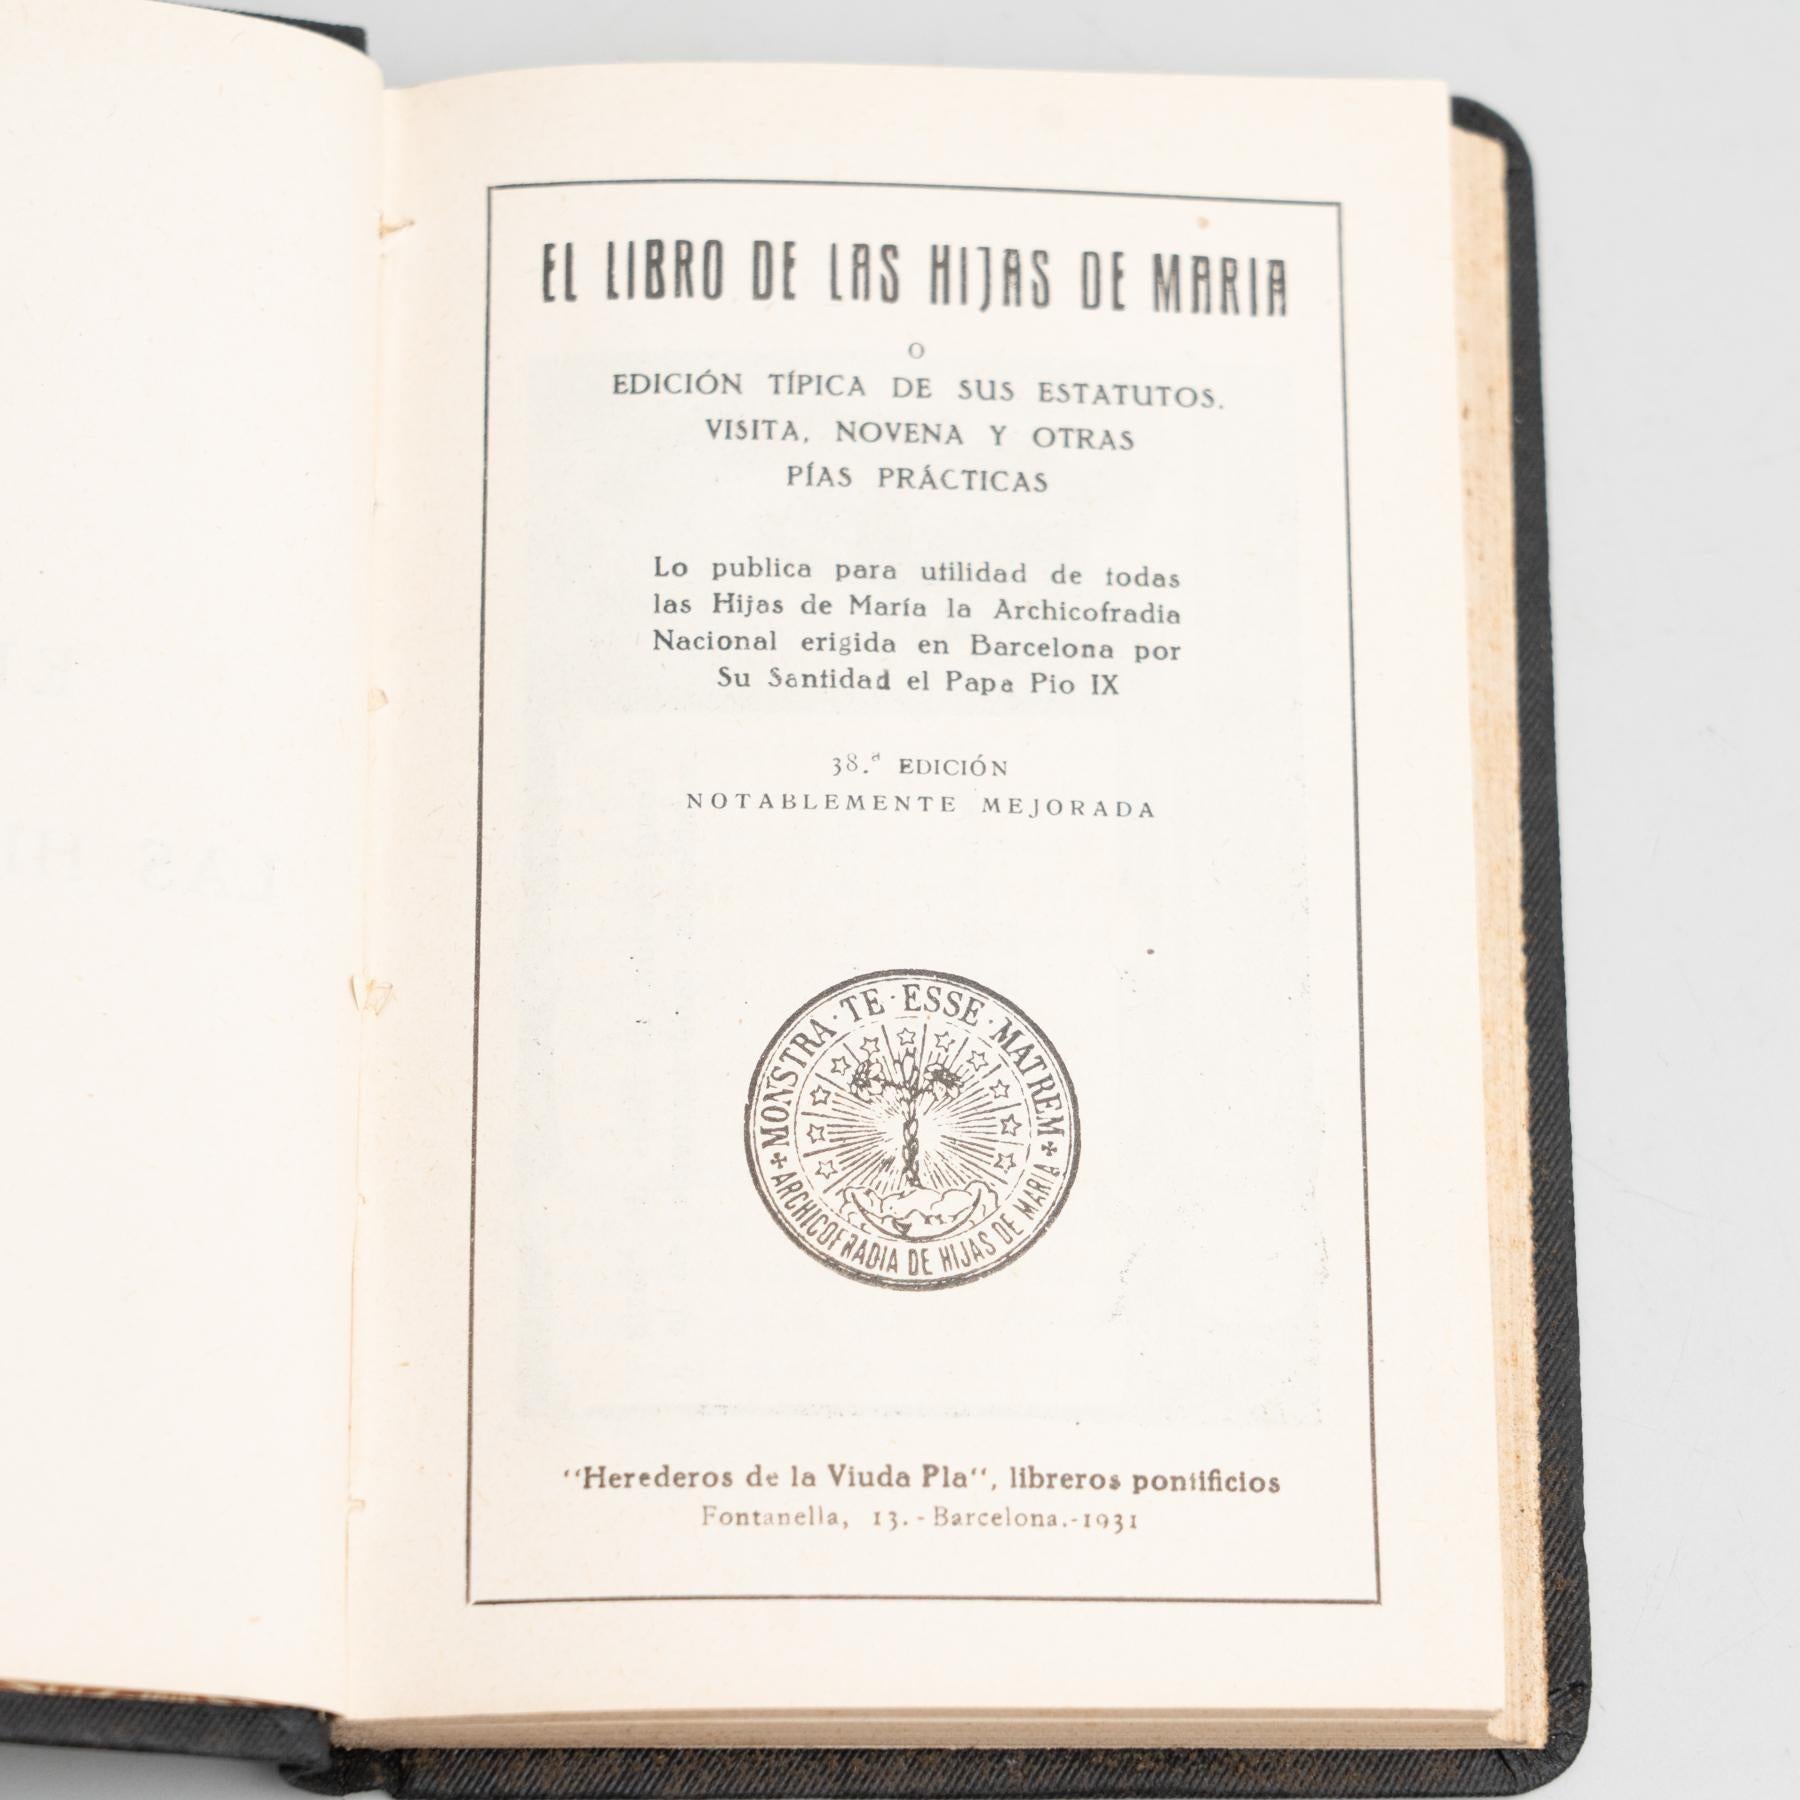 EL LIBRO DE LAS HIJAS DE MARIA
O
EDICIÓN TÍPICA DE SUS ESTATUTOS.
VISITA, NOVENA Y OTRAS
PÍAS PRÁCTICAS
Lo publica para utilidad de todas
las Hijas de María la Archicofradia
Nacional erigida en Barcelona por
Su Santidad el Papa Pio IX
38.ª EDICIÓN
NOTABLEMENTE MEJORADA
MONSTRA · TE · ESSE · MATREM
ARCHICOFRADIA DE HIJAS DE MARIA
“Herederos de la Viuda Pla“, libreros pontificios
Fontanella, 13. - Barcelona.-1931